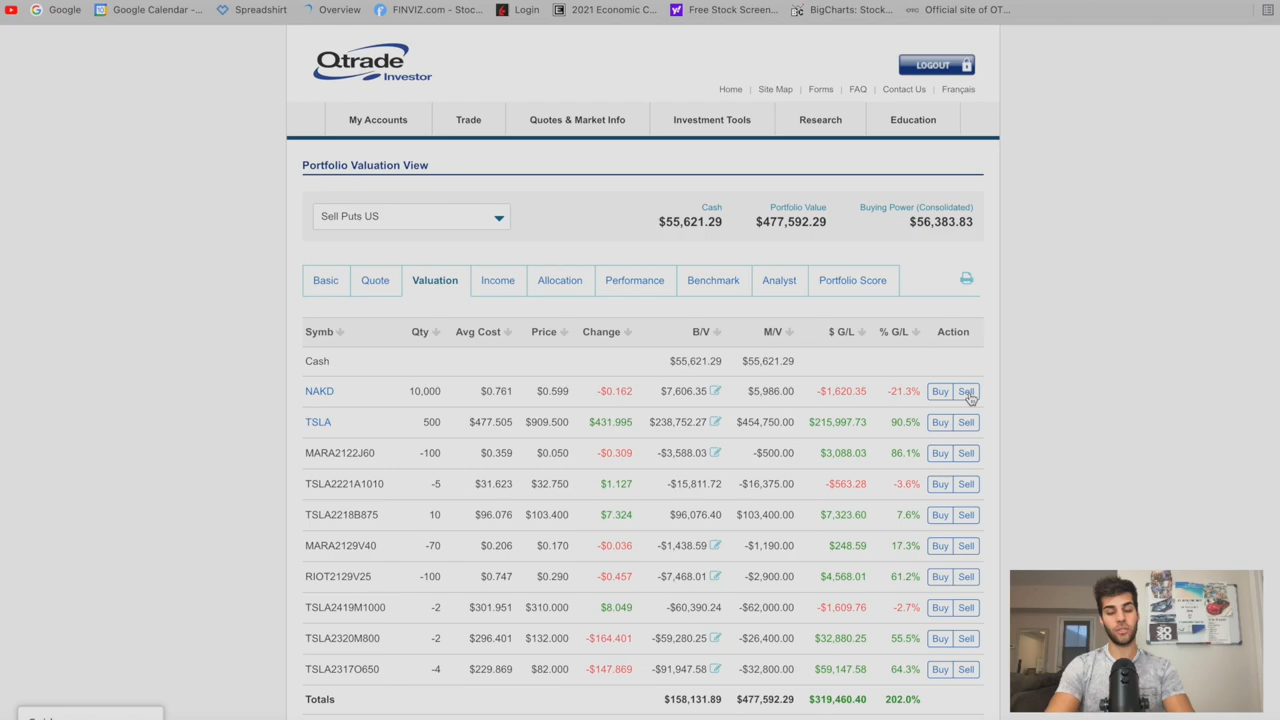 Google Google Calendar -... Spreadshirt Overview FINVIZ.com - Stoc... Login 2021 Economic C... Free Stock Screen... BigCharts: Stock... OTC Official site of OT...
Qtrade
Investor
LOGOUT
Home | Site Map | Forms | FAQ | Contact Us | Français
My Accounts Trade Quotes & Market Info Investment Tools Research Education
Portfolio Valuation View
Cash Portfolio Value Buying Power (Consolidated)
Sell Puts US $55,621.29 $477,592.29 $56,383.83
Basic Quote Valuation Income Allocation Performance Benchmark Analyst Portfolio Score
Symb Qty Avg Cost Price Change B/V M/V $ G/L % G/L Action
Cash $55,621.29 $55,621.29
NAKD 10,000 $0.761 $0.599 -$0.162 $7,606.35 $5,986.00 -$1,620.35 -21.3% Buy Sell
TSLA 500 $477.505 $909.500 $431.995 $238,752.27 $454,750.00 $215,997.73 90.5% Buy Sell
MARA2122J60 -100 $0.359 $0.050 -$0.309 -$3,588.03 -$500.00 $3,088.03 86.1% Buy Sell
TSLA2221A1010 -5 $31.623 $32.750 $1.127 -$15,811.72 -$16,375.00 -$563.28 -3.6% Buy Sell
TSLA2218B875 10 $96.076 $103.400 $7.324 $96,076.40 $103,400.00 $7,323.60 7.6% Buy Sell
MARA2129V40 -70 $0.206 $0.170 -$0.036 -$1,438.59 -$1,190.00 $248.59 17.3% Buy Sell
RIOT2129V25 -100 $0.747 $0.290 -$0.457 -$7,468.01 -$2,900.00 $4,568.01 61.2% Buy Sell
TSLA2419M1000 -2 $301.951 $310.000 $8.049 -$60,390.24 -$62,000.00 -$1,609.76 -2.7% Buy Sell
TSLA2320M800 -2 $296.401 $132.000 -$164.401 -$59,280.25 -$26,400.00 $32,880.25 55.5% Buy Sell
TSLA2317O650 -4 $229.869 $82.000 -$147.869 -$91,947.58 -$32,800.00 $59,147.58 64.3% Buy Sell
Totals $158,131.89 $477,592.29 $319,460.40 202.0%